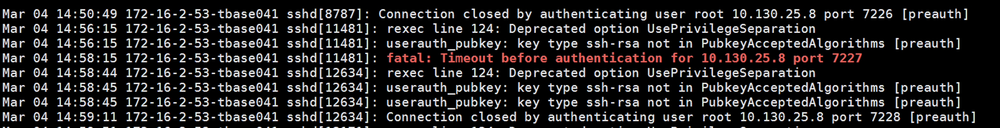 Mar 04 14:50:49 172-16-2-53-tbase041 sshd[8787]: Connection closed by authenticating user root 10.130.25.8 port 7226 [preauth]
Mar 04 14:56:15 172-16-2-53-tbase041 sshd[11481]: rexec line 124: Deprecated option UsePrivilegeSeparation
Mar 04 14:56:15 172-16-2-53-tbase041 sshd[11481]: userauth_pubkey: key type ssh-rsa not in PubkeyAcceptedAlgorithms [preauth]
Mar 04 14:58:15 172-16-2-53-tbase041 sshd[11481]: fatal: Timeout before authentication for 10.130.25.8 port 7227
Mar 04 14:58:44 172-16-2-53-tbase041 sshd[12634]: rexec line 124: Deprecated option UsePrivilegeSeparation
Mar 04 14:58:45 172-16-2-53-tbase041 sshd[12634]: userauth_pubkey: key type ssh-rsa not in PubkeyAcceptedAlgorithms [preauth]
Mar 04 14:58:45 172-16-2-53-tbase041 sshd[12634]: userauth_pubkey: key type ssh-rsa not in PubkeyAcceptedAlgorithms [preauth]
Mar 04 14:59:11 172-16-2-53-tbase041 sshd[12634]: Connection closed by authenticating user root 10.130.25.8 port 7228 [preauth]